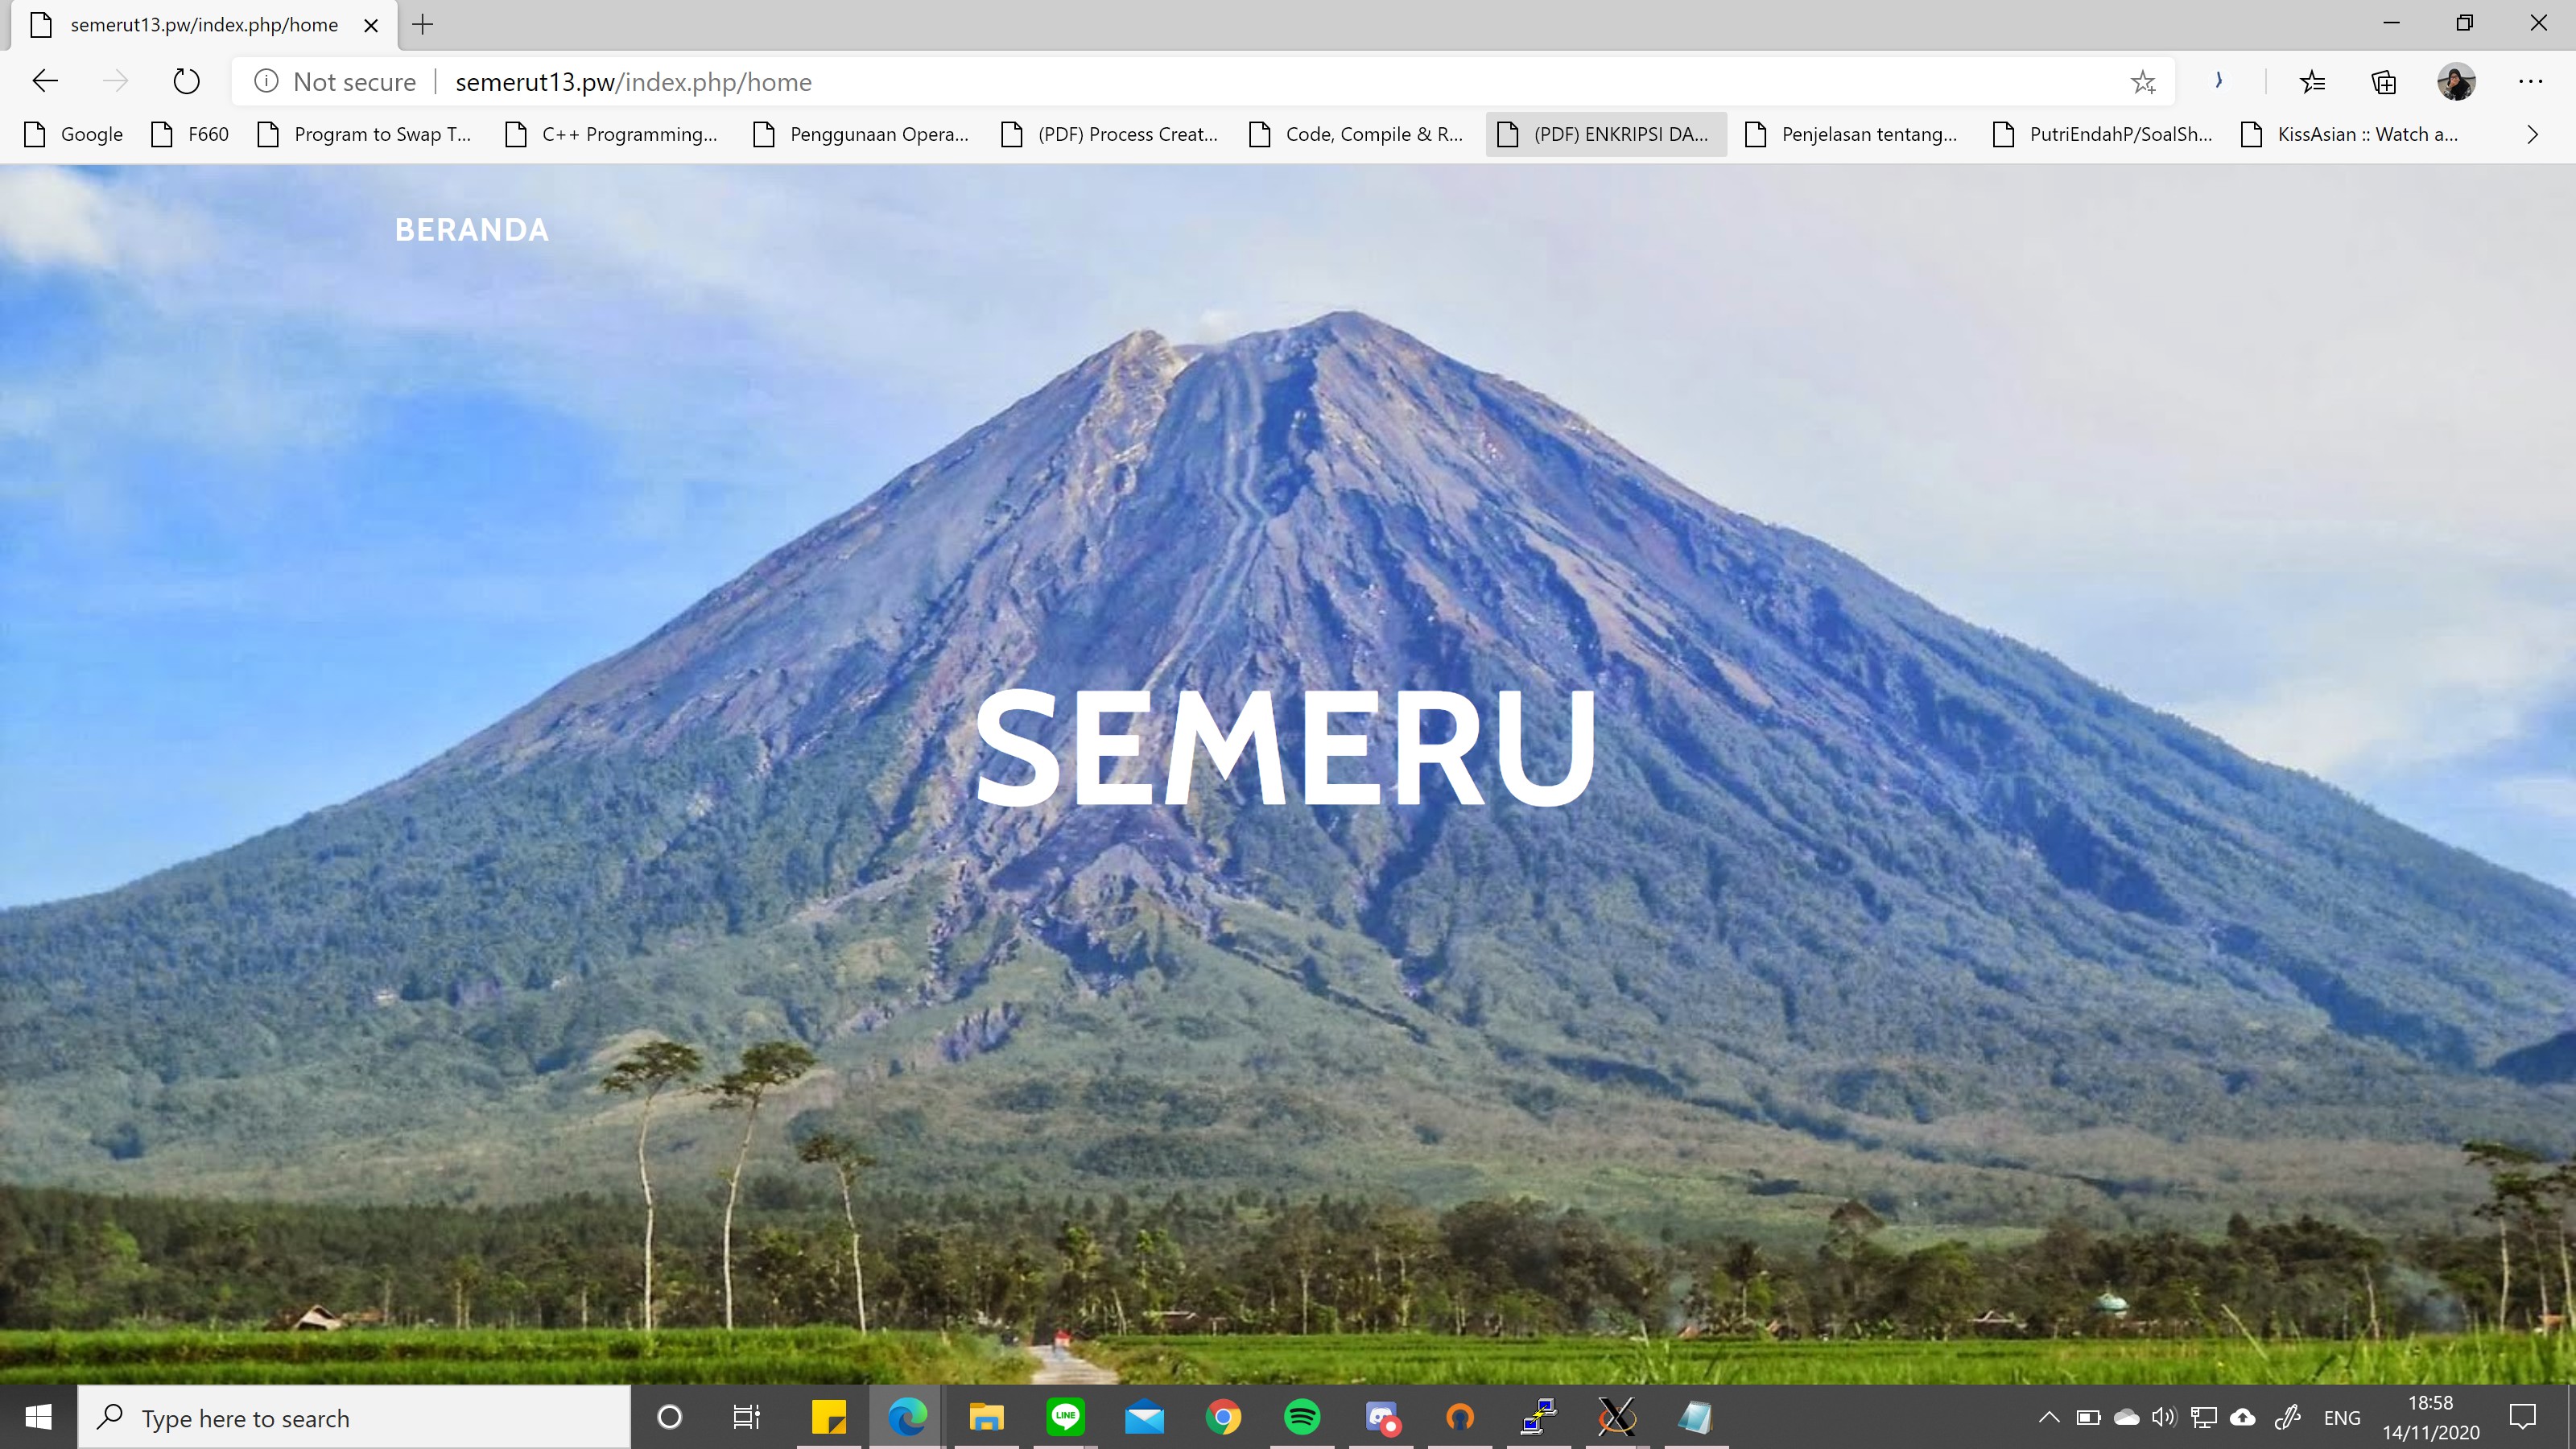 semerut13.pw/index.php/home
Not secure semerut13.pw/index.php/home
Google F660 Program to Swap T... C++ Programming... Penggunaan Opera... (PDF) Process Creat... Code, Compile & R... (PDF) ENKRIPSI DA... Penjelasan tentang... PutriEndahP/SoalSh... KissAsian :: Watch a...
BERANDA
SEMERU
Type here to search
LINE
ENG
18:58
14/11/2020